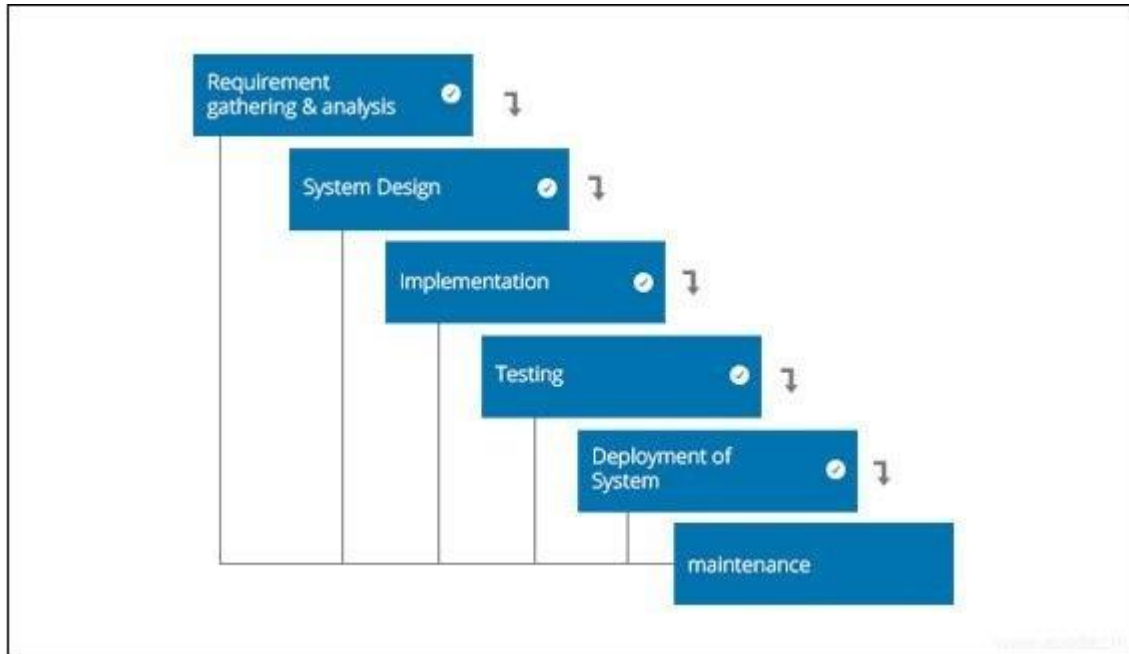 Requirement
gathering & analysis
System Design
Implementation
Testing
Deployment of
System
maintenance